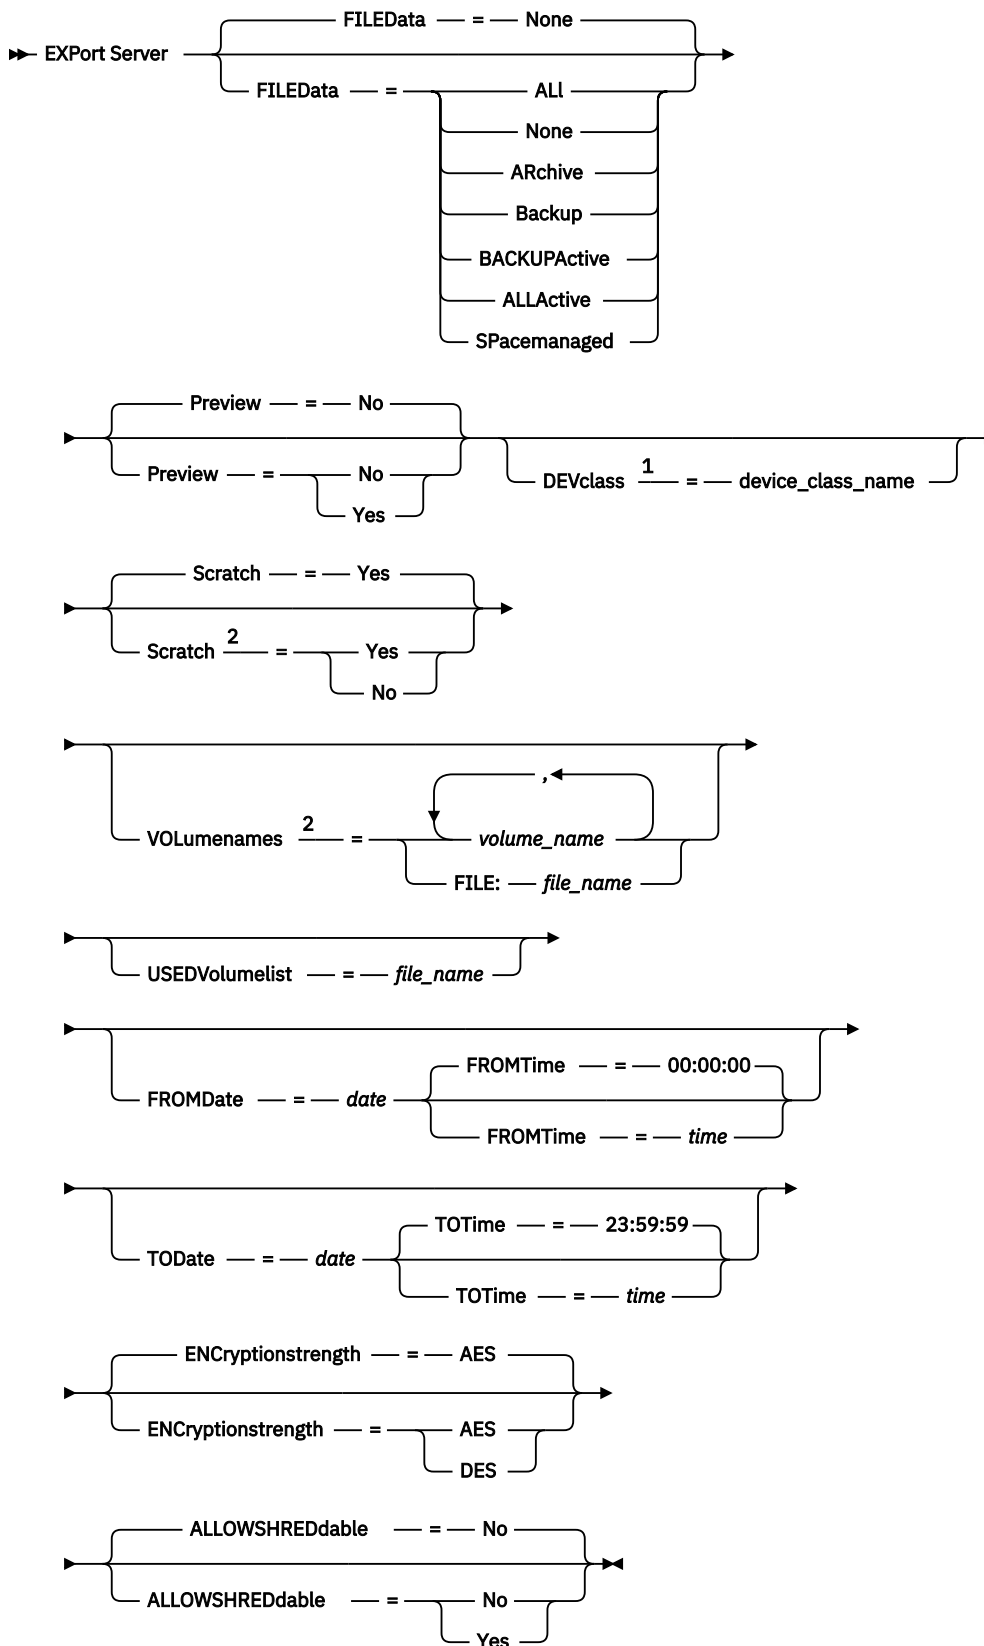 FILEData = None
EXPort Server
FILEData = ALl
None
ARchive
Backup
BACKUPActive
ALLActive
SPacemanaged
Preview = No
Preview = No
Yes
DEVclass 1 = device_class_name
Scratch = Yes
Scratch 2 = Yes
No
,
VOLumenames 2 = volume_name
FILE: file_name
USEDVolumelist = file_name
FROMTime = 00:00:00
FROMDate = date
FROMTime = time
TOTime = 23:59:59
TODate = date
TOTime = time
ENCryptionstrength = AES
ENCryptionstrength = AES
DES
ALLOWSHREDdable = No
ALLOWSHREDdable = No
Yes